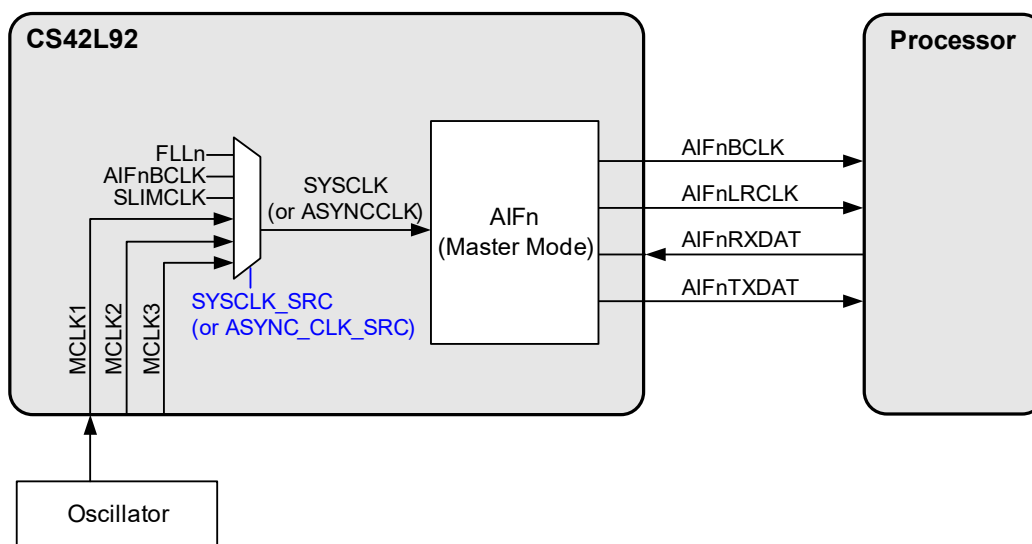 CS42L92
Processor
FLLn
AIFnBCLK
SLIMCLK
SYSCLK
(or ASYNCCLK)
AIFn
(Master Mode)
AIFnBCLK
AIFnLRCLK
AIFnRXDAT
AIFnTXDAT
SYSCLK_SRC
(or ASYNC_CLK_SRC)
MCLK1
MCLK2
MCLK3
Oscillator